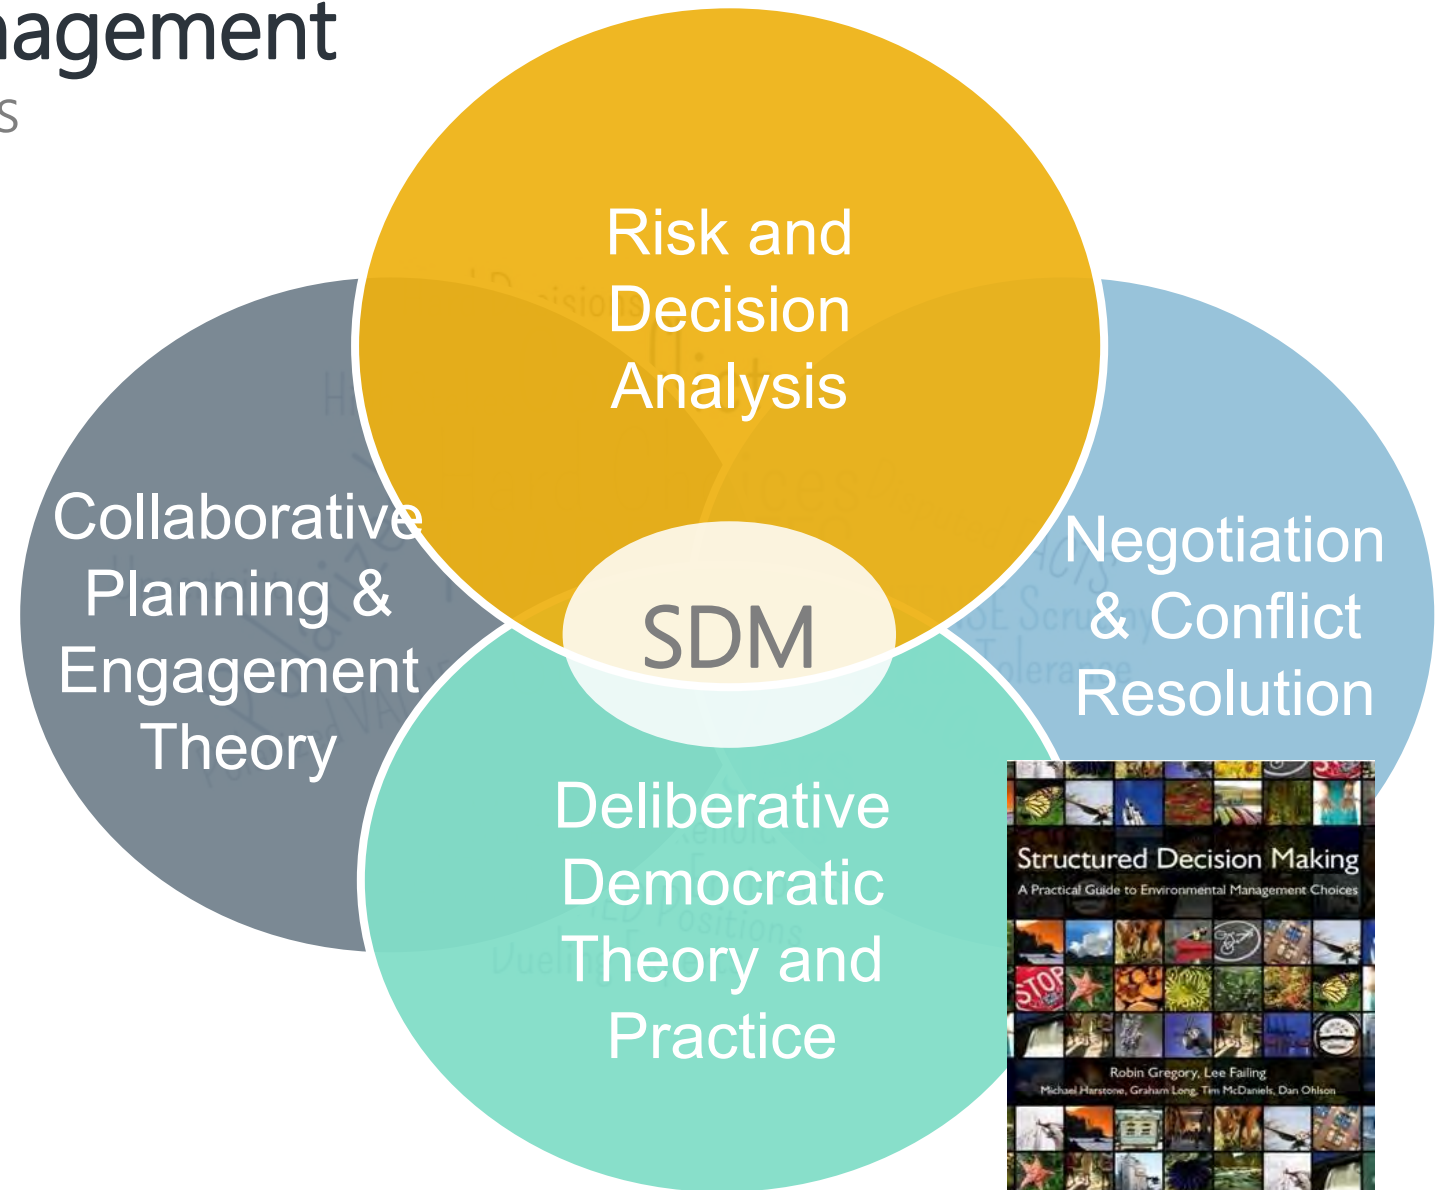 nagement
s
Risk and
Decision
Analysis
Collaborative
Planning &
Engagement
Theory
Negotiation
& Conflict
Resolution
SDM
Deliberative
Democratic
Theory and
Practice
Structured Decision Making
A Practical Guide to Environmental Management Choices
STOP
Robin Gregory, Lee Failing
Michael Harstone, Graham Long, Tim McDaniels, Dan Ohlson